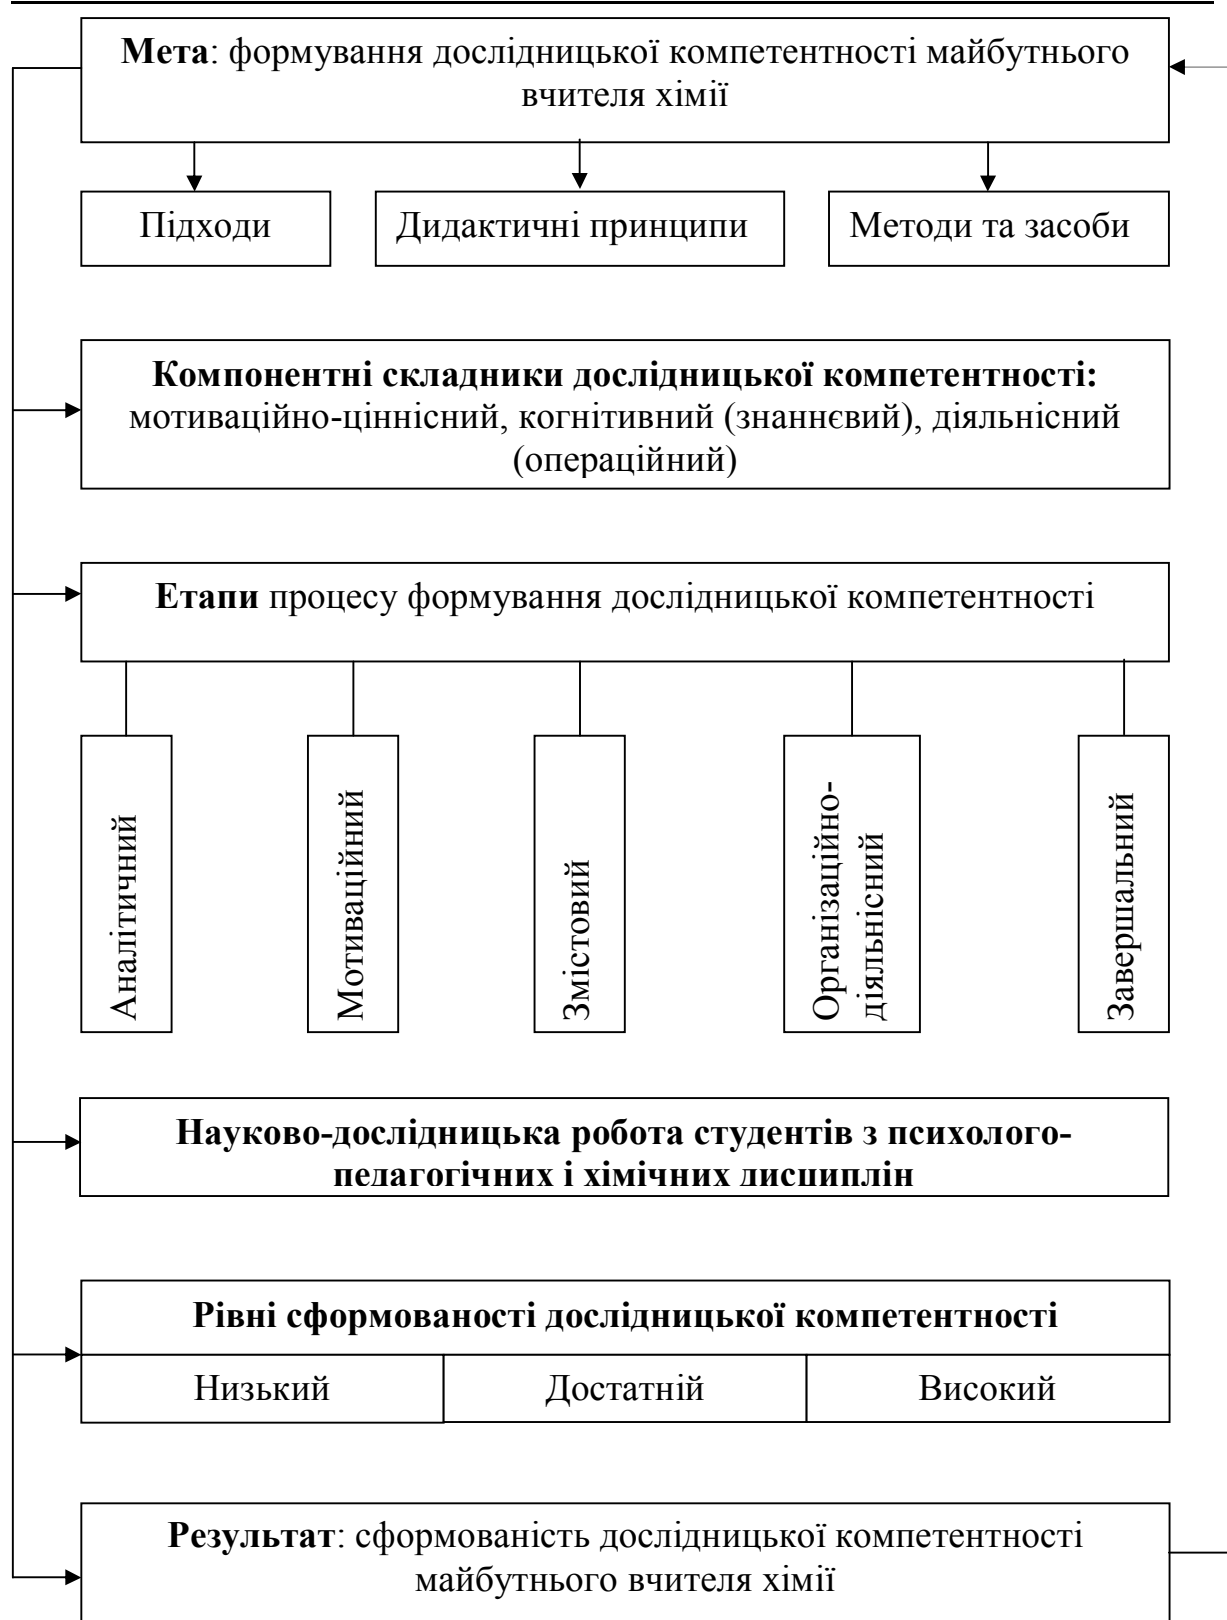 Мета: формування дослідницької компетентності майбутнього
вчителя хімії
Підходи
Дидактичні принципи
Методи та засоби
Компонентні складники дослідницької компетентності:
мотиваційно-ціннісний, когнітивний (знаннєвий), діяльнісний
(операційний)
Етапи процесу формування дослідницької компетентності
Аналітичний
Мотиваційний
Змістовий
Організаційно-
діяльнісний
Завершальний
Науково-дослідницька робота студентів з психолого-
педагогічних і хімічних дисциплін
Рівні сформованості дослідницької компетентності
Низький
Достатній
Високий
Результат: сформованість дослідницької компетентності
майбутнього вчителя хімії